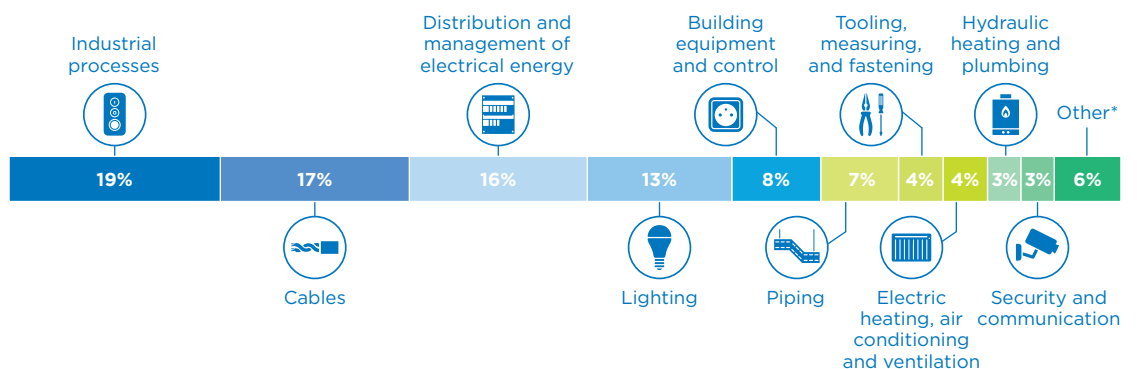 Industrial
processes
Distribution and
management of
electrical energy
Building
equipment
and control
Tooling,
measuring,
and fastening
Hydraulic
heating and
plumbing
Other*
19%
17%
16%
13%
8%
7%
4%
4%
3%
3%
6%
Cables
Lighting
Piping
Electric
heating, air
conditioning
and ventilation
Security and
communication